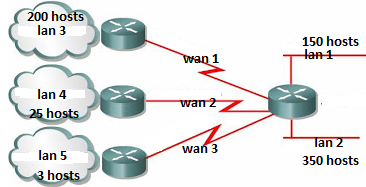 200 hosts
lan 3
wan 1
150 hosts
lan 1
lan 4
25 hosts
wan 2
lan 5
3 hosts
wan 3
lan 2
350 hosts